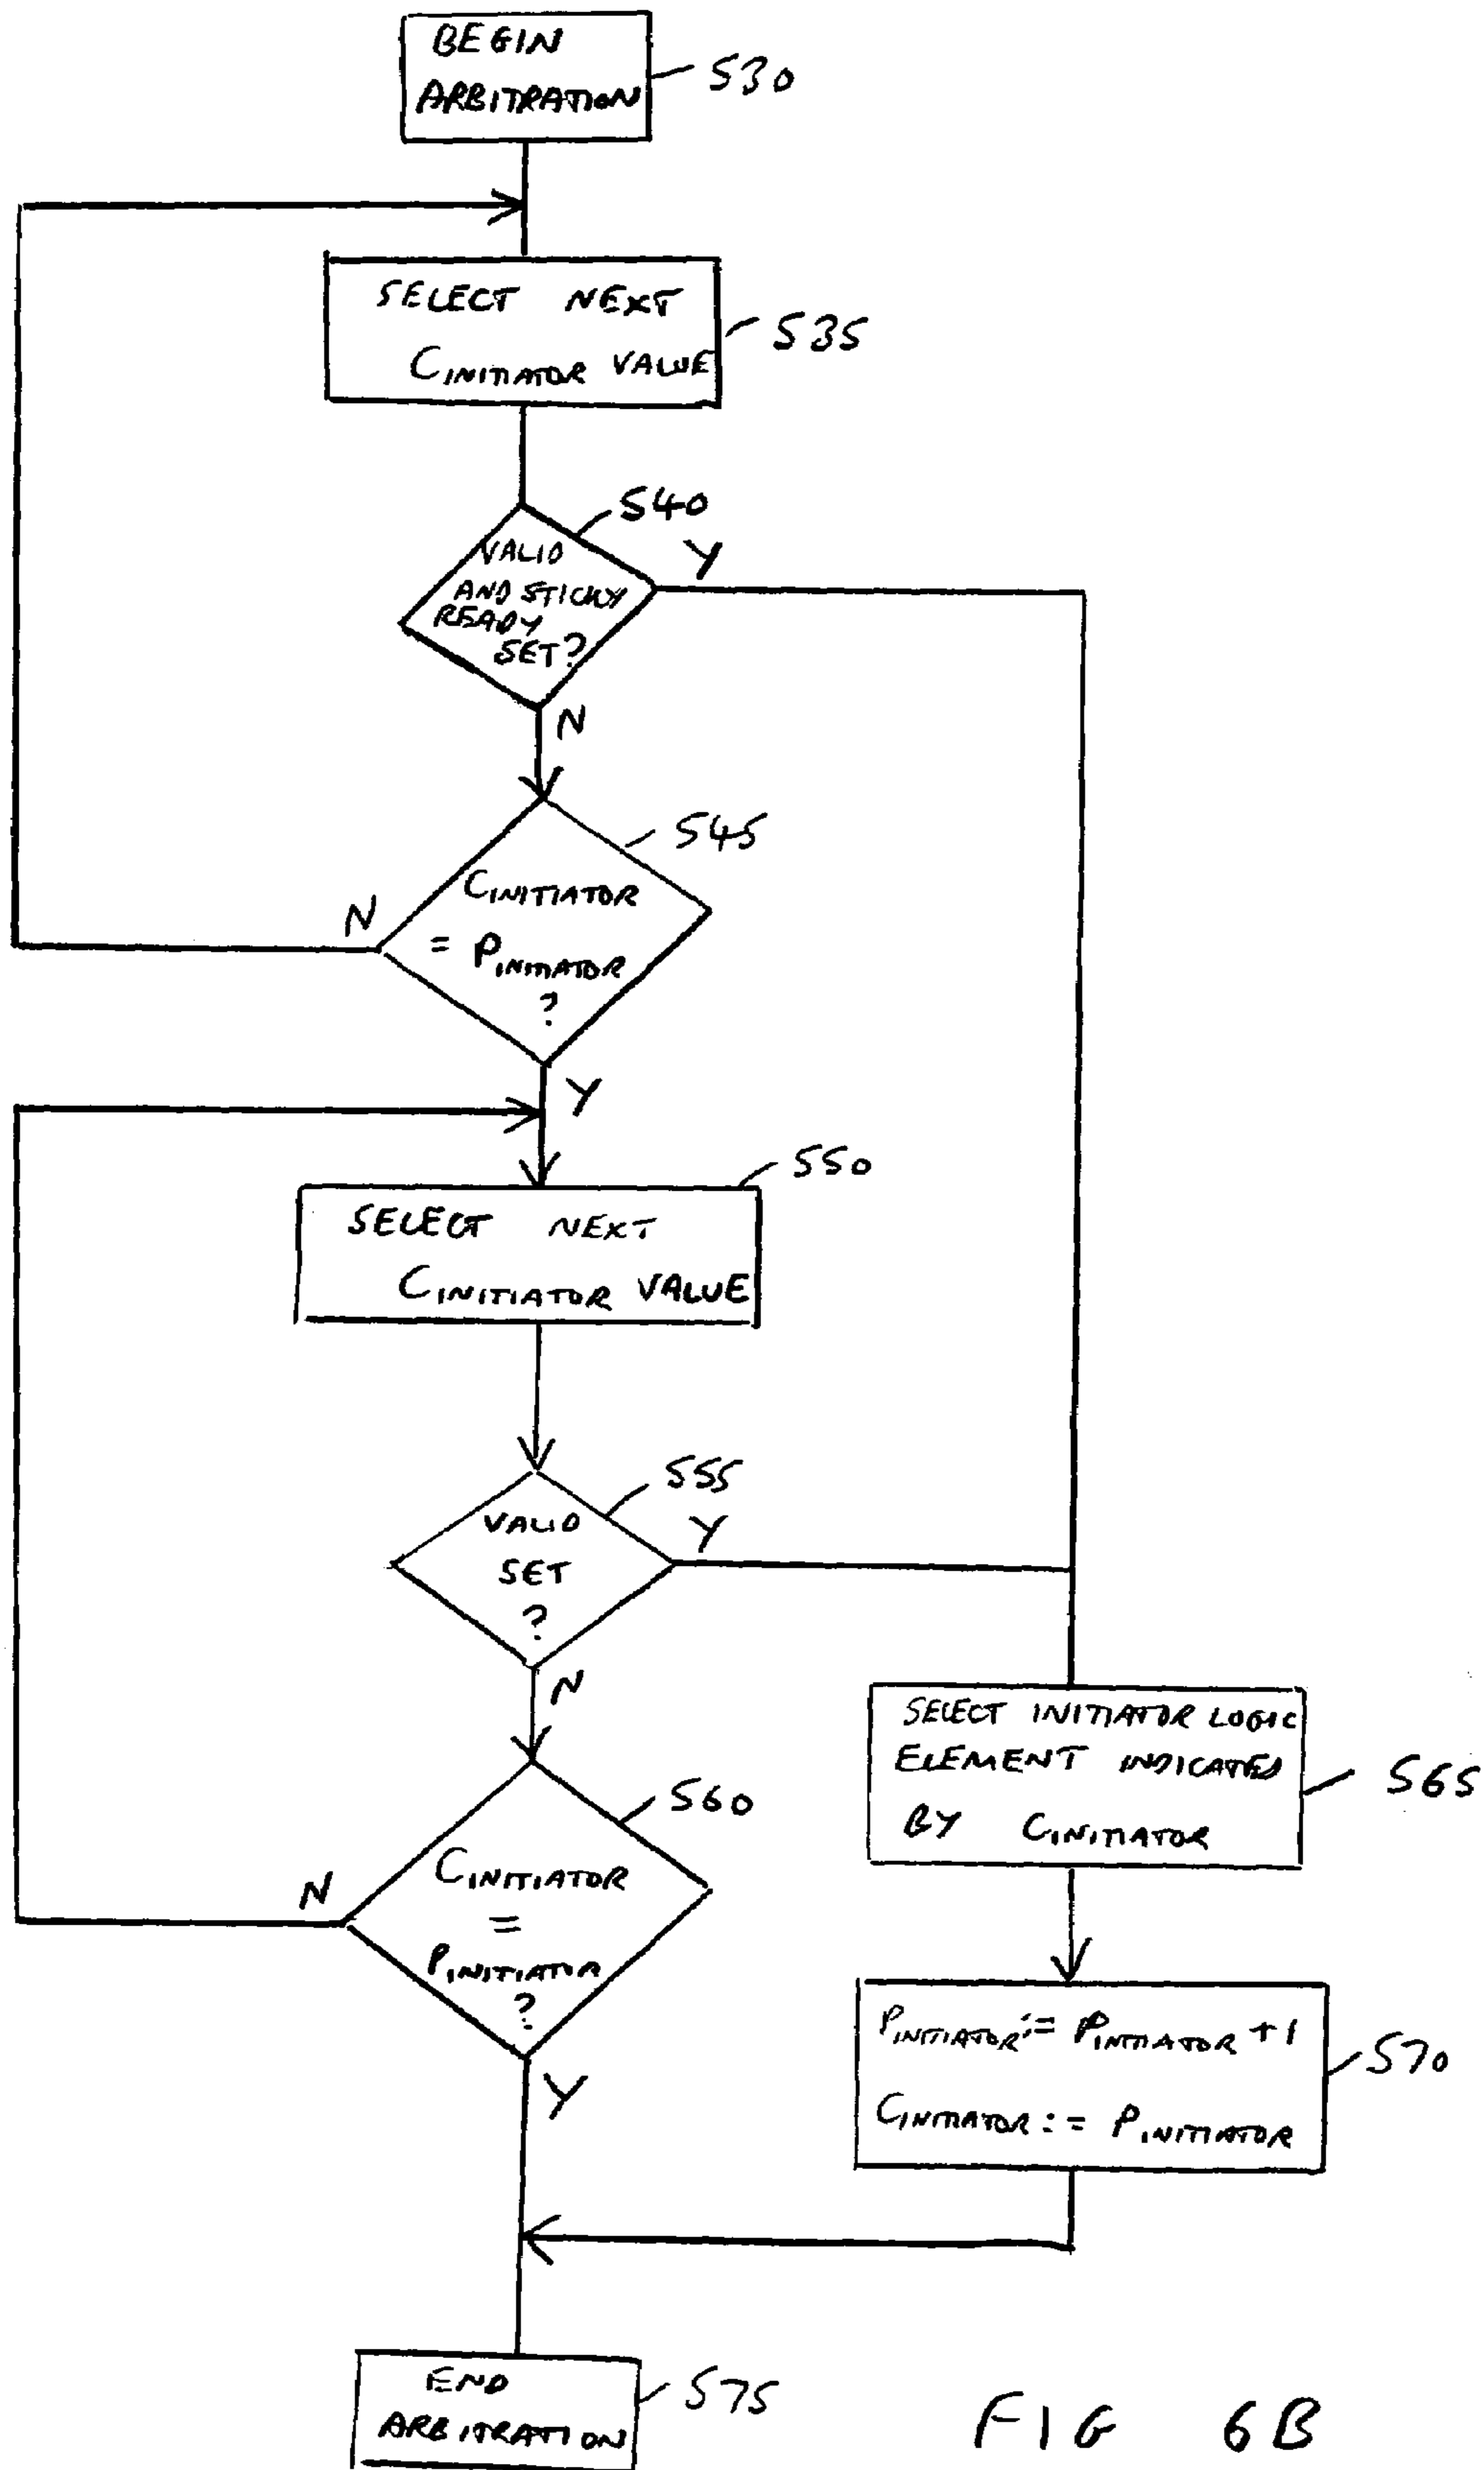 BEGIN
ARBITRATION
530
SELECT NEXT
CINITIATOR VALUE
535
540
VALID
AND STICKY
READY
SET?
Y
N
545
CINITIATOR
= PINITIATOR
?
N
Y
550
SELECT NEXT
CINITIATOR VALUE
555
VALID
SET
?
Y
N
560
CINITIATOR
=
PINITIATOR
?
N
Y
SELECT INITIATOR LOGIC
ELEMENT INDICATED
BY CINITIATOR
565
PINITIATOR := PINITIATOR +1
CINITIATOR := PINITIATOR
570
END
ARBITRATION
575
FIG 6B